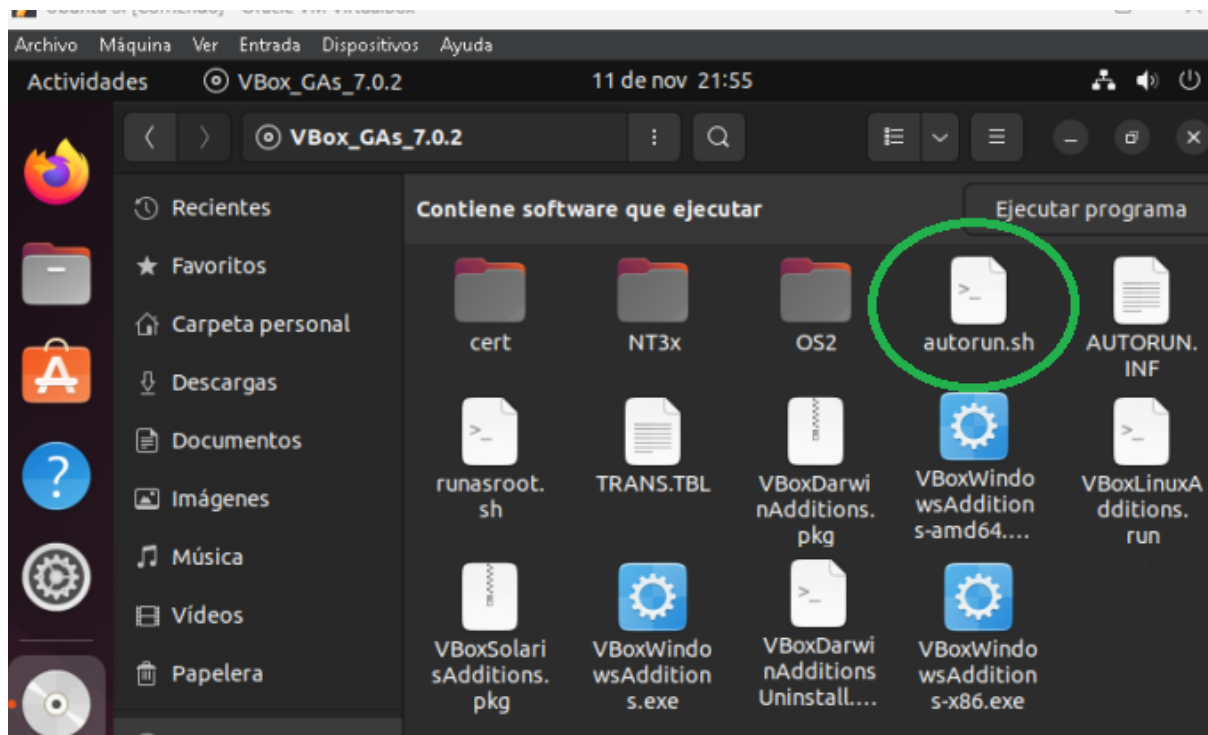 Archivo Máquina Ver Entrada Dispositivos Ayuda
Actividades VBox_GAs_7.0.2 11 de nov 21:55
VBox_GAs_7.0.2
Recientes
Favoritos
Carpeta personal
Descargas
Documentos
Imágenes
Música
Vídeos
Papelera
Contiene software que ejecutar
Ejecutar programa
cert
NT3x
OS2
autorun.sh
AUTORUN.
INF
runasroot.
sh
TRANS.TBL
VBoxDarwi
nAdditions.
pkg
VBoxWindo
wsAddition
s-amd64....
VBoxLinuxA
dditions.
run
VBoxSolari
sAdditions.
pkg
VBoxWindo
wsAddition
s.exe
VBoxDarwi
nAdditions
Uninstall....
VBoxWindo
wsAddition
s-x86.exe